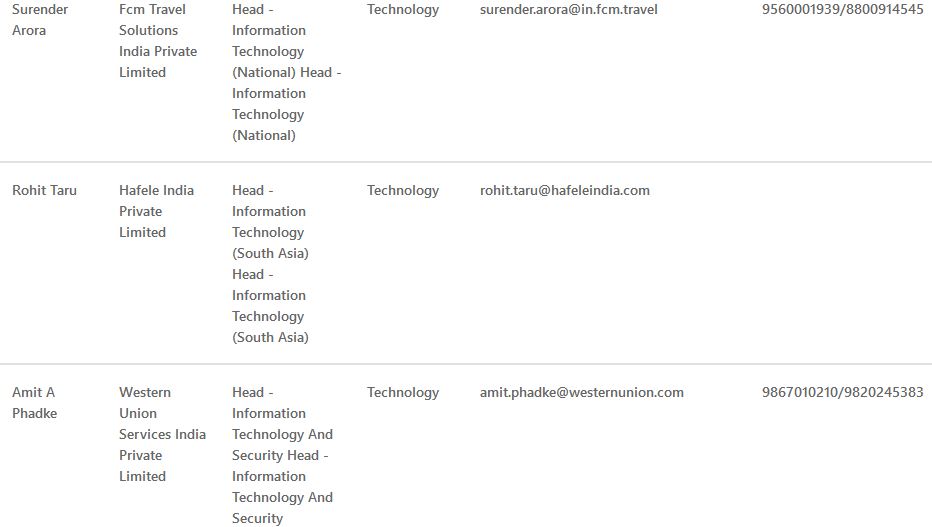 Surender Arora
Fcm Travel Solutions India Private Limited
Head - Information Technology (National) Head - Information Technology (National)
Technology
surender.arora@in.fcm.travel
9560001939/8800914545
Rohit Taru
Hafele India Private Limited
Head - Information Technology (South Asia) Head - Information Technology (South Asia)
Technology
rohit.taru@hafeleindia.com
Amit A Phadke
Western Union Services India Private Limited
Head - Information Technology And Security Head - Information Technology And Security
Technology
amit.phadke@westernunion.com
9867010210/9820245383